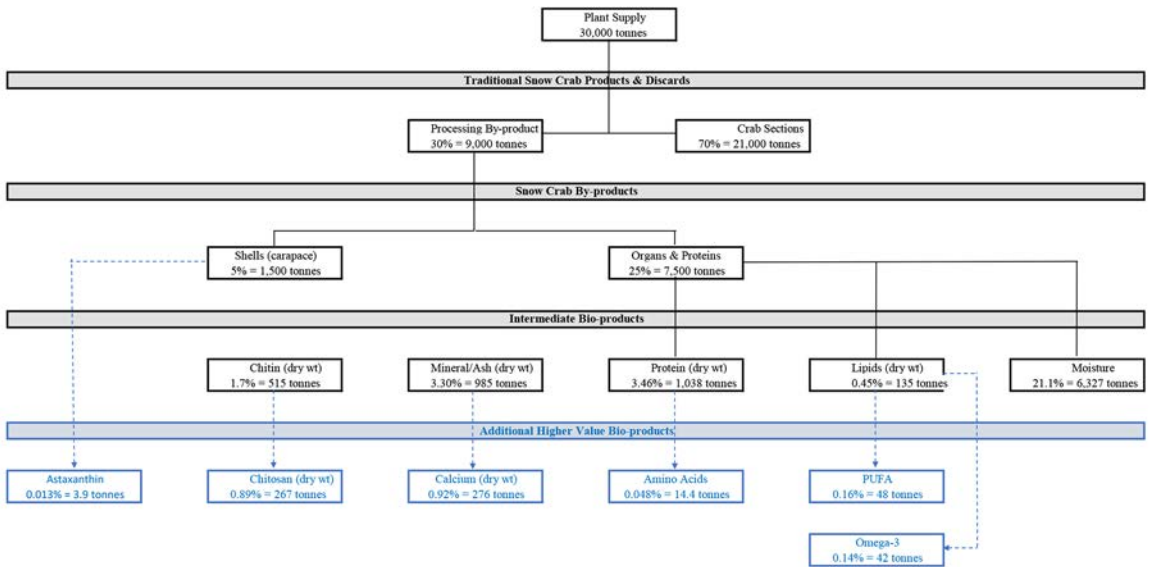 Plant Supply
30,000 tonnes
Traditional Snow Crab Products & Discards
Processing By-product
30% = 9,000 tonnes
Crab Sections
70% = 21,000 tonnes
Snow Crab By-products
Shells (carapace)
5% = 1,500 tonnes
Organs & Proteins
25% = 7,500 tonnes
Intermediate Bio-products
Chitin (dry wt)
1.7% = 515 tonnes
Mineral/Ash (dry wt)
3.30% = 985 tonnes
Protein (dry wt)
3.46% = 1,038 tonnes
Lipids (dry wt)
0.45% = 135 tonnes
Moisture
21.1% = 6,327 tonnes
Additional Higher Value Bio-products
Astaxanthin
0.013% = 3.9 tonnes
Chitosan (dry wt)
0.89% = 267 tonnes
Calcium (dry wt)
0.92% = 276 tonnes
Amino Acids
0.048% = 14.4 tonnes
PUFA
0.16% = 48 tonnes
Omega-3
0.14% = 42 tonnes